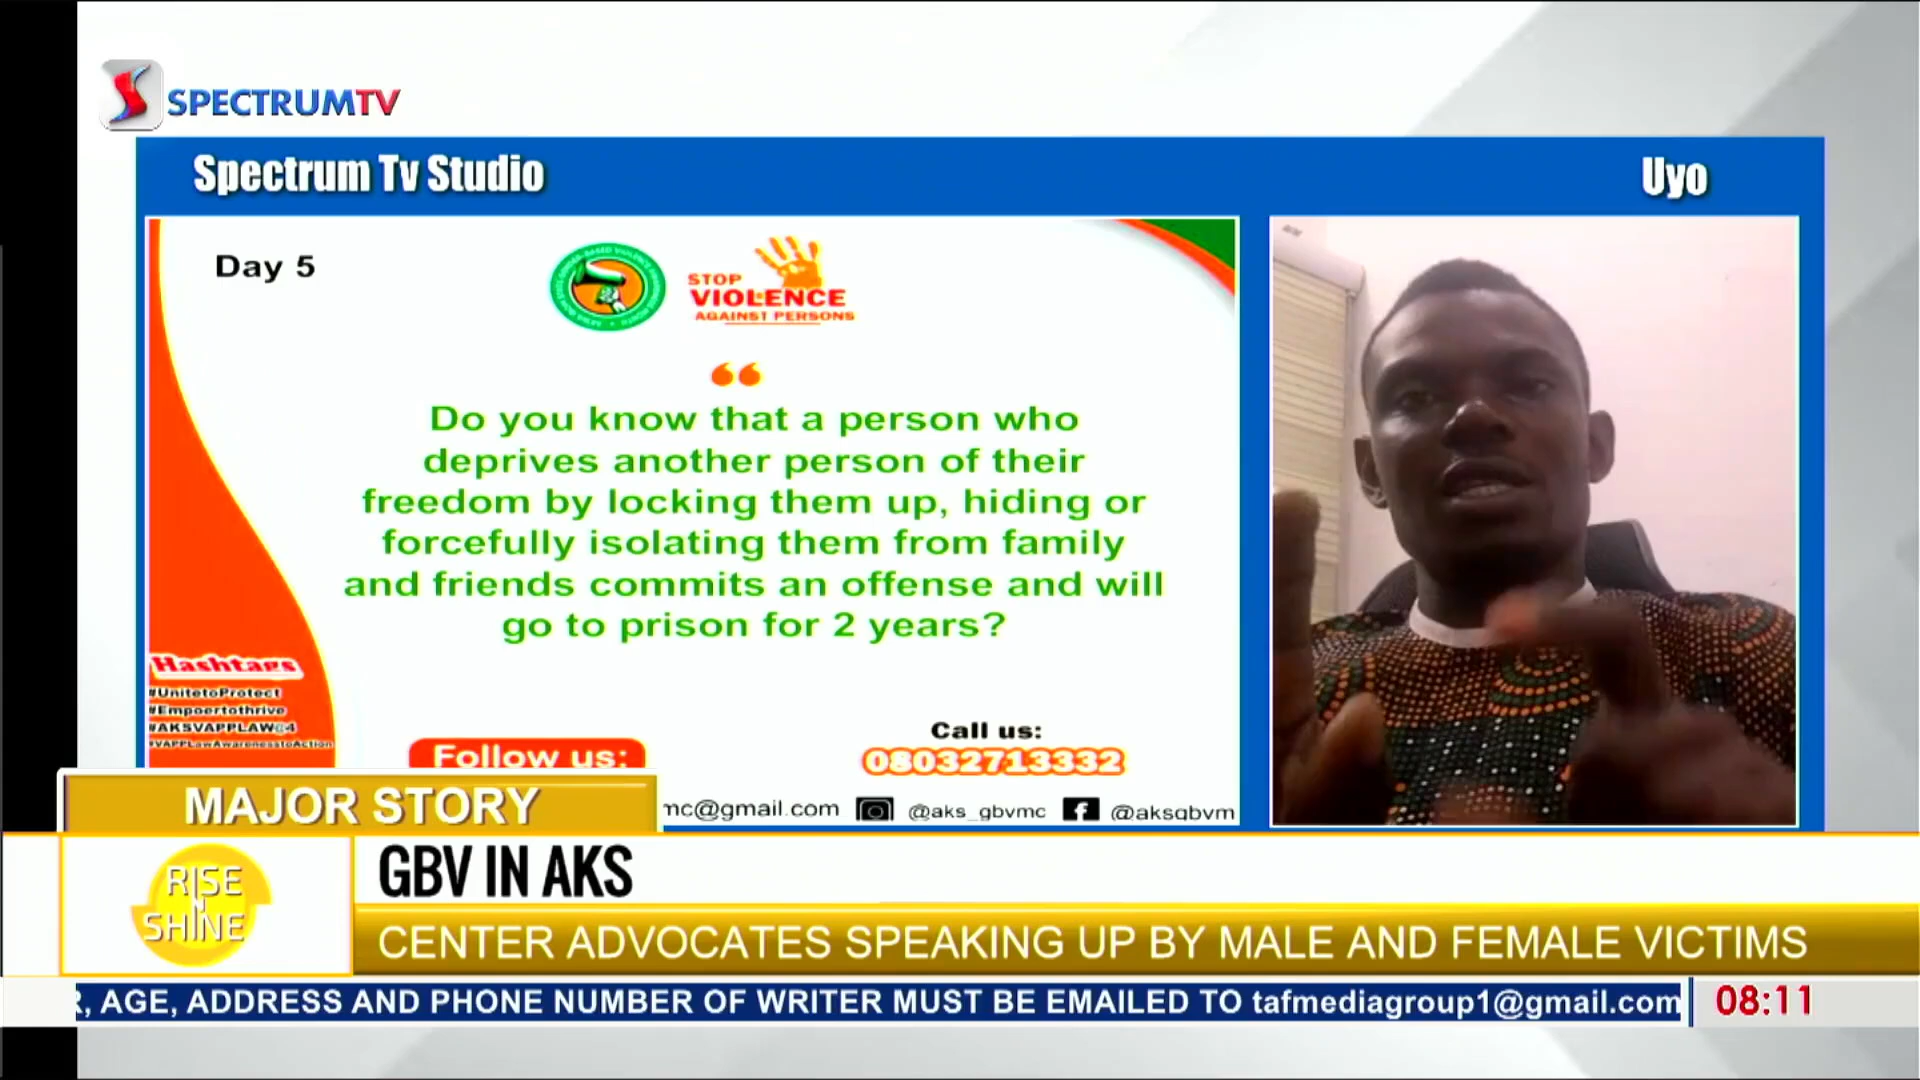 SPECTRUMTV
Spectrum Tv Studio
Uyo
Day 5
STOP
VIOLENCE
AGAINST PERSONS
Do you know that a person who
deprives another person of their
freedom by locking them up, hiding or
forcefully isolating them from family
and friends commits an offense and will
go to prison for 2 years?
Hashtags
#UnitetoProtect
#Empoertothrive
#AKSVAPPLAW@4
#VAPPLawAwarenesstoAction
Follow us:
Call us:
08032713332
mc@gmail.com
@aks_gbvmc
@aksgbvm
MAJOR STORY
RISE
N
SHINE
GBV IN AKS
CENTER ADVOCATES SPEAKING UP BY MALE AND FEMALE VICTIMS
R, AGE, ADDRESS AND PHONE NUMBER OF WRITER MUST BE EMAILED TO tafmediagroup1@gmail.com
08:11